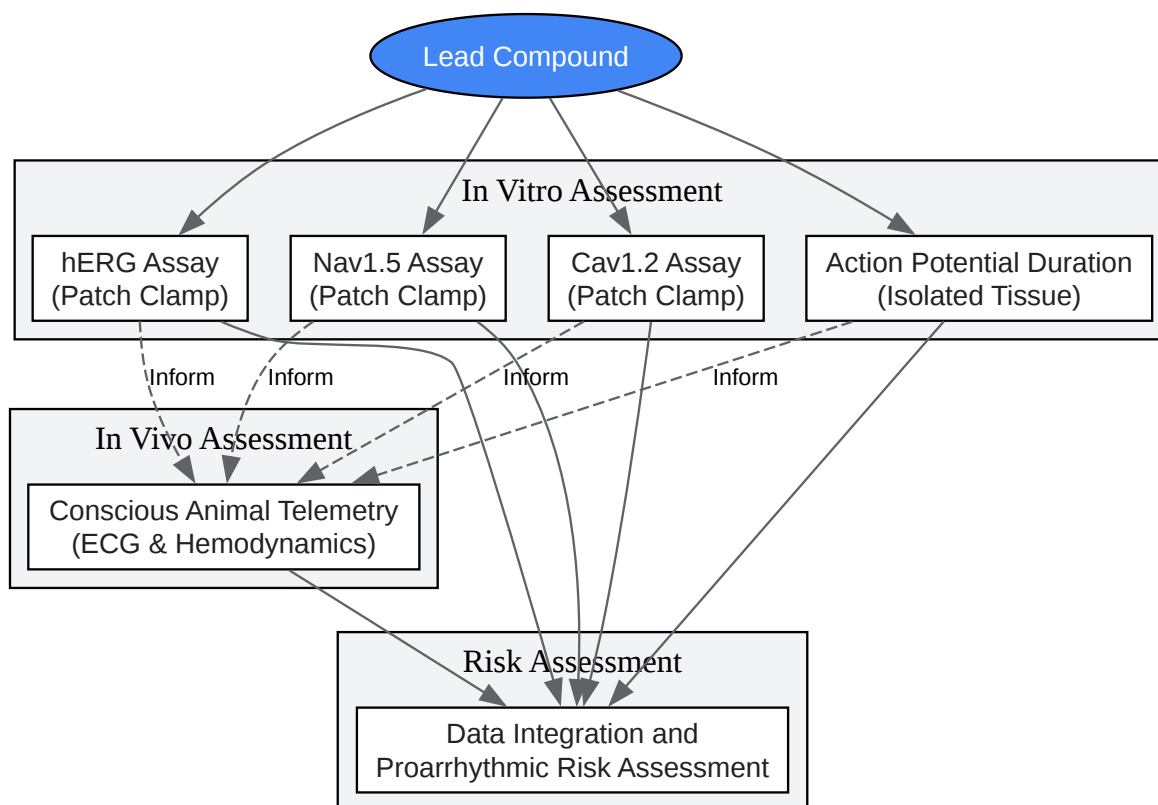 Lead Compound
In Vitro Assessment
hERG Assay
(Patch Clamp)
Nav1.5 Assay
(Patch Clamp)
Cav1.2 Assay
(Patch Clamp)
Action Potential Duration
(Isolated Tissue)
Inform
Inform
Inform
Inform
In Vivo Assessment
Conscious Animal Telemetry
(ECG & Hemodynamics)
Risk Assessment
Data Integration and
Proarrhythmic Risk Assessment